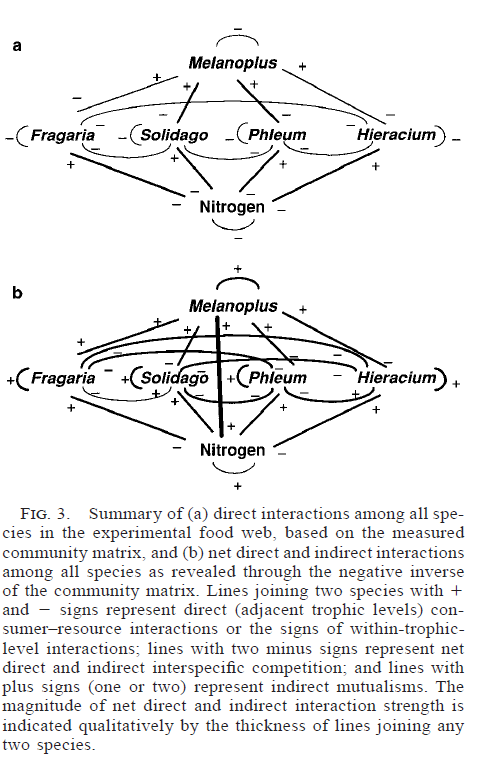 a
−
Melanoplus
+ + + +
− − − −
−(Fragaria − −(Solidago −(Phleum − Hieracium) −
+ − + − + − +
− − − −
− Nitrogen −
−
b
+
Melanoplus
+ + + + +
+ − − − −
+(Fragaria − +(Solidago − +(Phleum − Hieracium) +
+ − + + − + − + +
− + −
− Nitrogen −
+
FIG. 3. Summary of (a) direct interactions among all spe-
cies in the experimental food web, based on the measured
community matrix, and (b) net direct and indirect interactions
among all species as revealed through the negative inverse
of the community matrix. Lines joining two species with +
and − signs represent direct (adjacent trophic levels) con-
sumer–resource interactions or the signs of within-trophic-
level interactions; lines with two minus signs represent net
direct and indirect interspecific competition; and lines with
plus signs (one or two) represent indirect mutualisms. The
magnitude of net direct and indirect interaction strength is
indicated qualitatively by the thickness of lines joining any
two species.